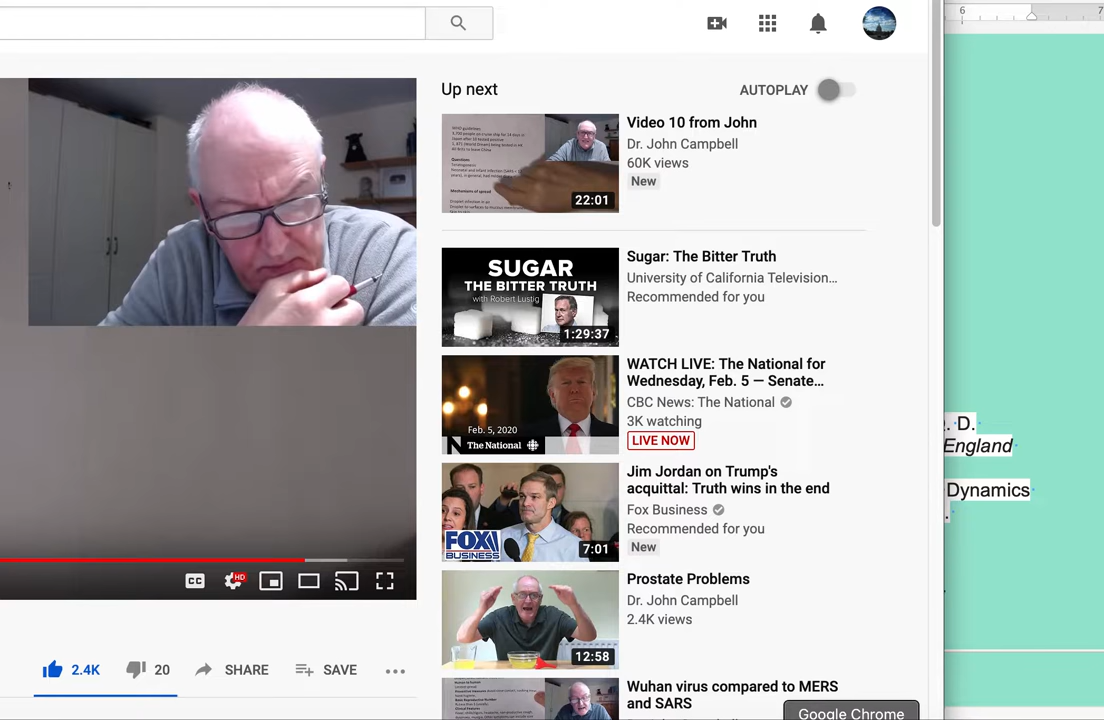 6
7
Up next
AUTOPLAY
22:01
Video 10 from John
Dr. John Campbell
60K views
New
SUGAR
THE BITTER TRUTH
with Robert Lustig
1:29:37
Sugar: The Bitter Truth
University of California Television...
Recommended for you
Feb. 5, 2020
N The National
WATCH LIVE: The National for
Wednesday, Feb. 5 — Senate...
CBC News: The National
3K watching
LIVE NOW
. D.
England
Dynamics
.
FOX
BUSINESS
7:01
Jim Jordan on Trump's
acquittal: Truth wins in the end
Fox Business
Recommended for you
New
CC
HD
12:58
Prostate Problems
Dr. John Campbell
2.4K views
2.4K
20
SHARE
SAVE
Wuhan virus compared to MERS
and SARS
Google Chrome